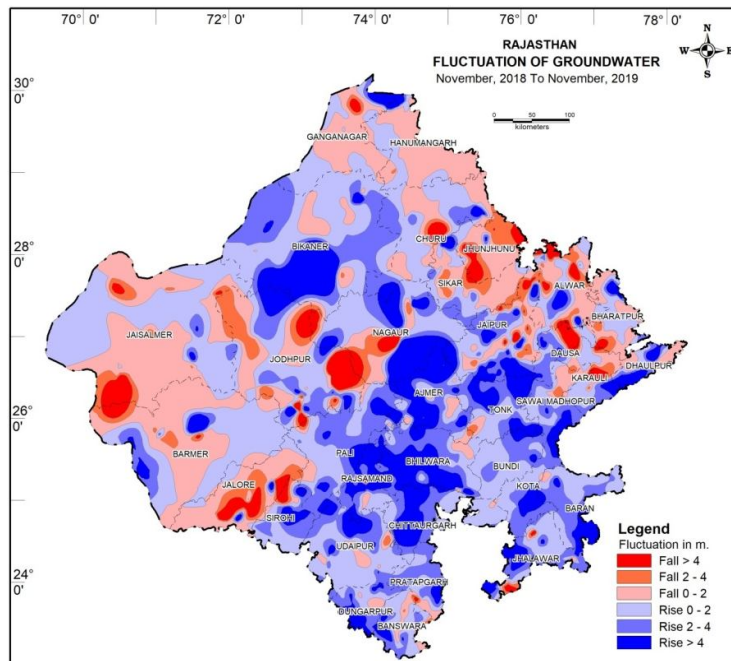 70° 0' 72° 0' 74° 0' 76° 0' 78° 0'
RAJASTHAN
FLUCTUATION OF GROUNDWATER
November, 2018 To November, 2019
N
W E
S
0 50 100
kilometers
30° 0'
28° 0'
26° 0'
24° 0'
GANGANAGAR
HANUMANGARH
BIKANER
CHURU
JHUNJHUNU
SIKAR
ALWAR
BHARATPUR
JAISALMER
JODHPUR
NAGAUR
JAIPUR
DAUSA
DHAULPUR
KARAULI
AJMER
TONK
SAWAI MADHOPUR
BARMER
PALI
BHILWARA
BUNDI
JALORE
RAJSAMAND
KOTA
SIROHI
CHITTAURGARH
BARAN
UDAIPUR
JHALAWAR
PRATAPGARH
DUNGARPUR
BANSWARA
Legend
Fluctuation in m.
Fall > 4
Fall 2 - 4
Fall 0 - 2
Rise 0 - 2
Rise 2 - 4
Rise > 4